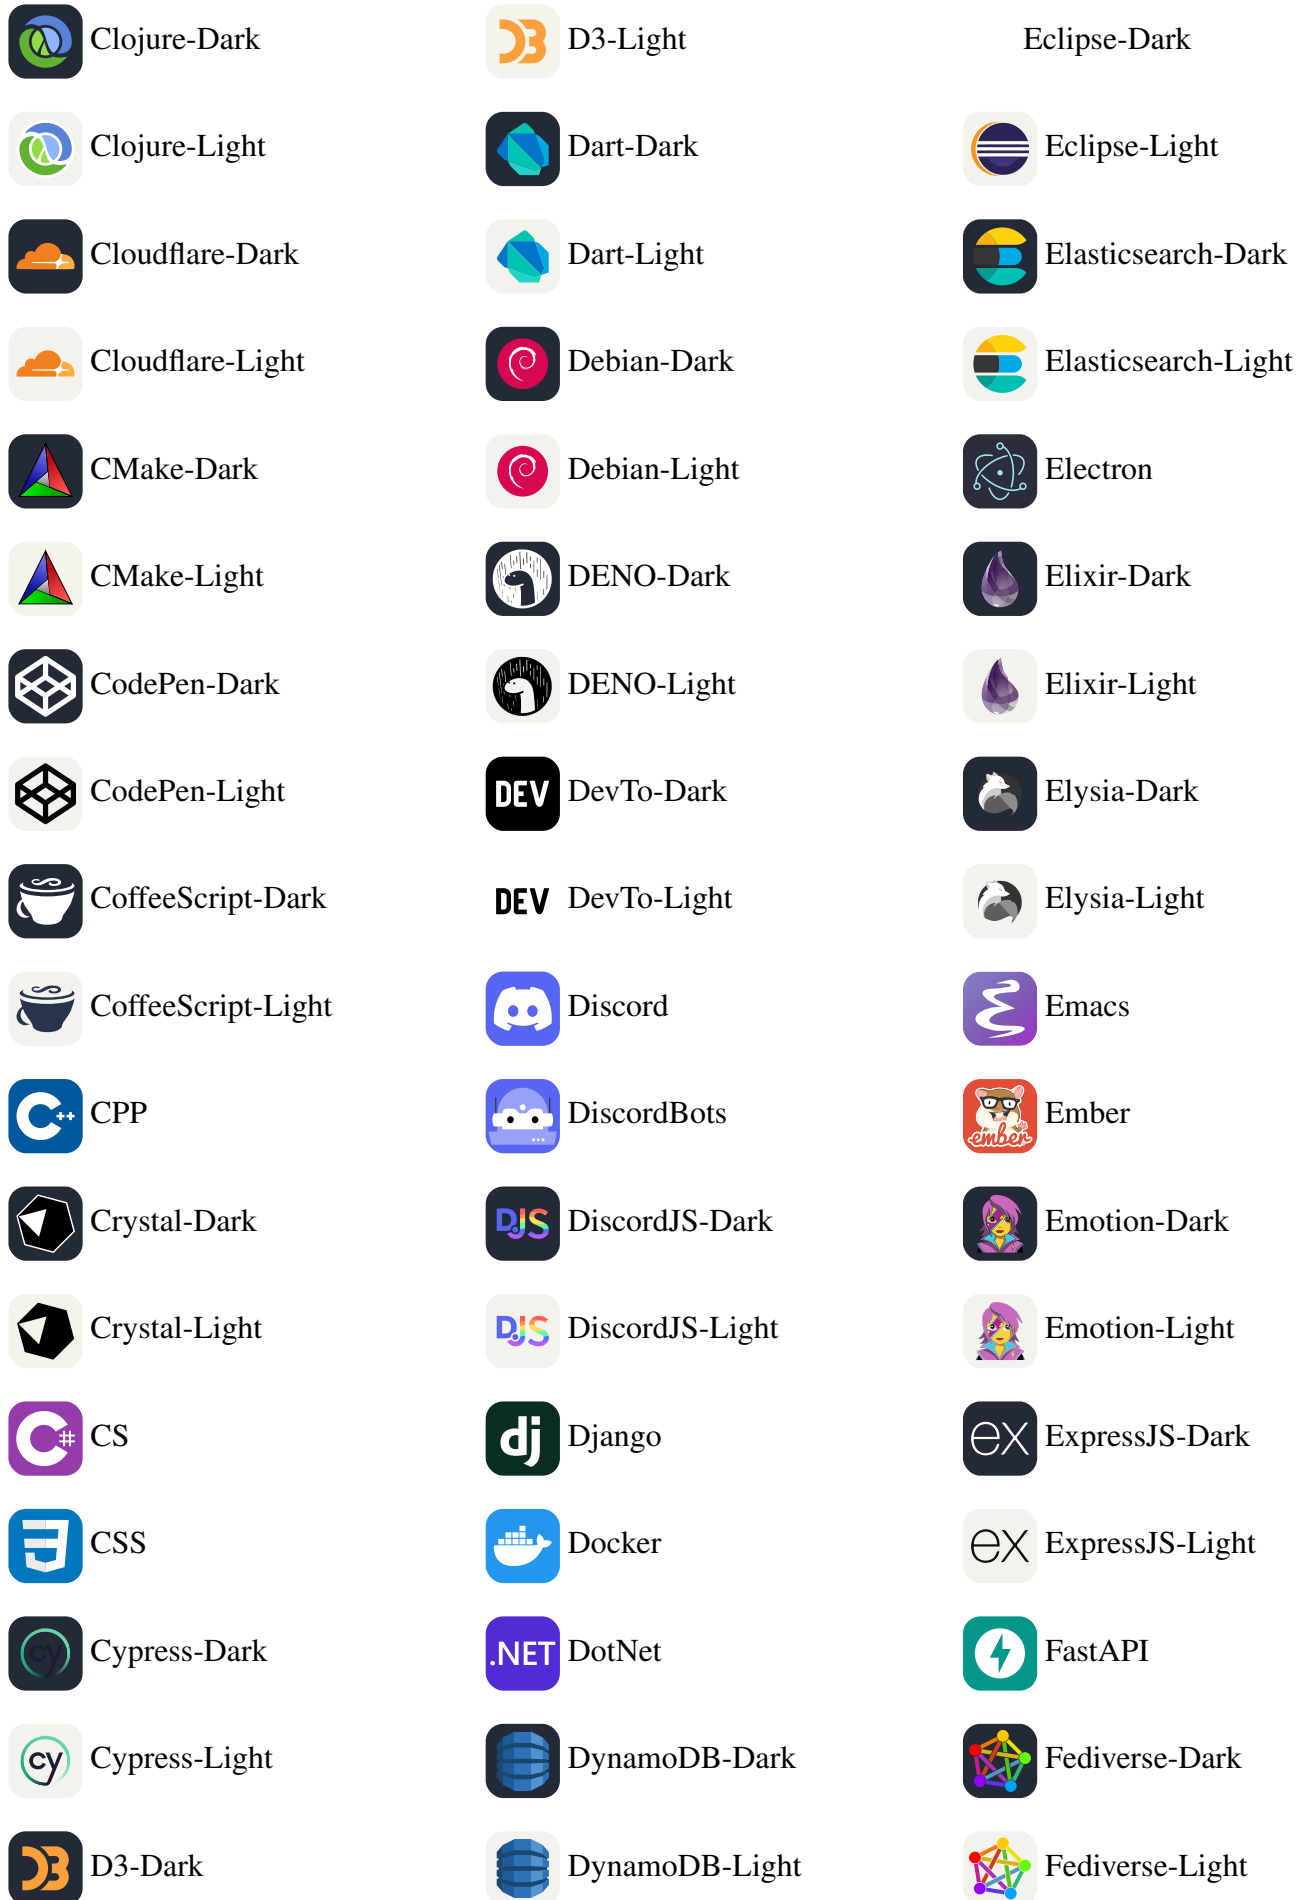 Clojure-Dark
Clojure-Light
Cloudflare-Dark
Cloudflare-Light
CMake-Dark
CMake-Light
CodePen-Dark
CodePen-Light
CoffeeScript-Dark
CoffeeScript-Light
C++ CPP
Crystal-Dark
Crystal-Light
C# CS
3 CSS
cy Cypress-Dark
cy Cypress-Light
D3 D3-Dark
D3 D3-Light
Dart-Dark
Dart-Light
Debian-Dark
Debian-Light
DENO-Dark
DENO-Light
DEV DevTo-Dark
DEV DevTo-Light
Discord
DiscordBots
DJS DiscordJS-Dark
DJS DiscordJS-Light
dj Django
Docker
.NET DotNet
DynamoDB-Dark
DynamoDB-Light
Eclipse-Dark
Eclipse-Light
Elasticsearch-Dark
Elasticsearch-Light
Electron
Elixir-Dark
Elixir-Light
Elysia-Dark
Elysia-Light
Emacs
ember Ember
Emotion-Dark
Emotion-Light
ex ExpressJS-Dark
ex ExpressJS-Light
FastAPI
Fediverse-Dark
Fediverse-Light